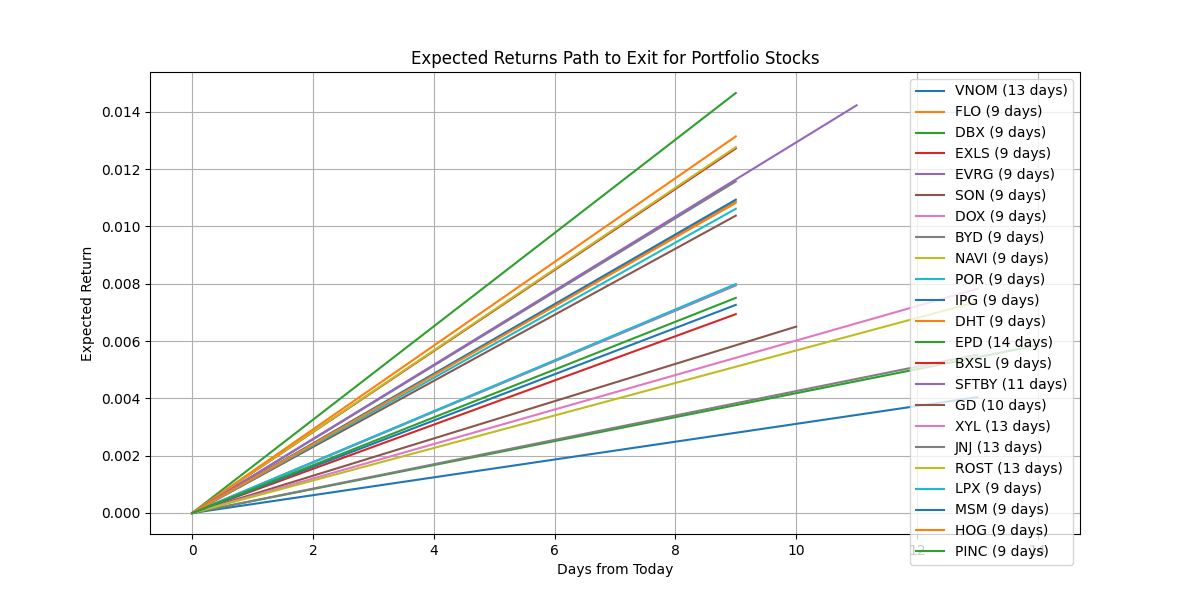 Expected Returns Path to Exit for Portfolio Stocks
Expected Return
0.014
0.012
0.010
0.008
0.006
0.004
0.002
0.000
0
2
4
6
8
10
12
Days from Today
VNOM (13 days)
FLO (9 days)
DBX (9 days)
EXLS (9 days)
EVRG (9 days)
SON (9 days)
DOX (9 days)
BYD (9 days)
NAVI (9 days)
POR (9 days)
IPG (9 days)
DHT (9 days)
EPD (14 days)
BXSL (9 days)
SFTBY (11 days)
GD (10 days)
XYL (13 days)
JNJ (13 days)
ROST (13 days)
LPX (9 days)
MSM (9 days)
HOG (9 days)
PINC (9 days)